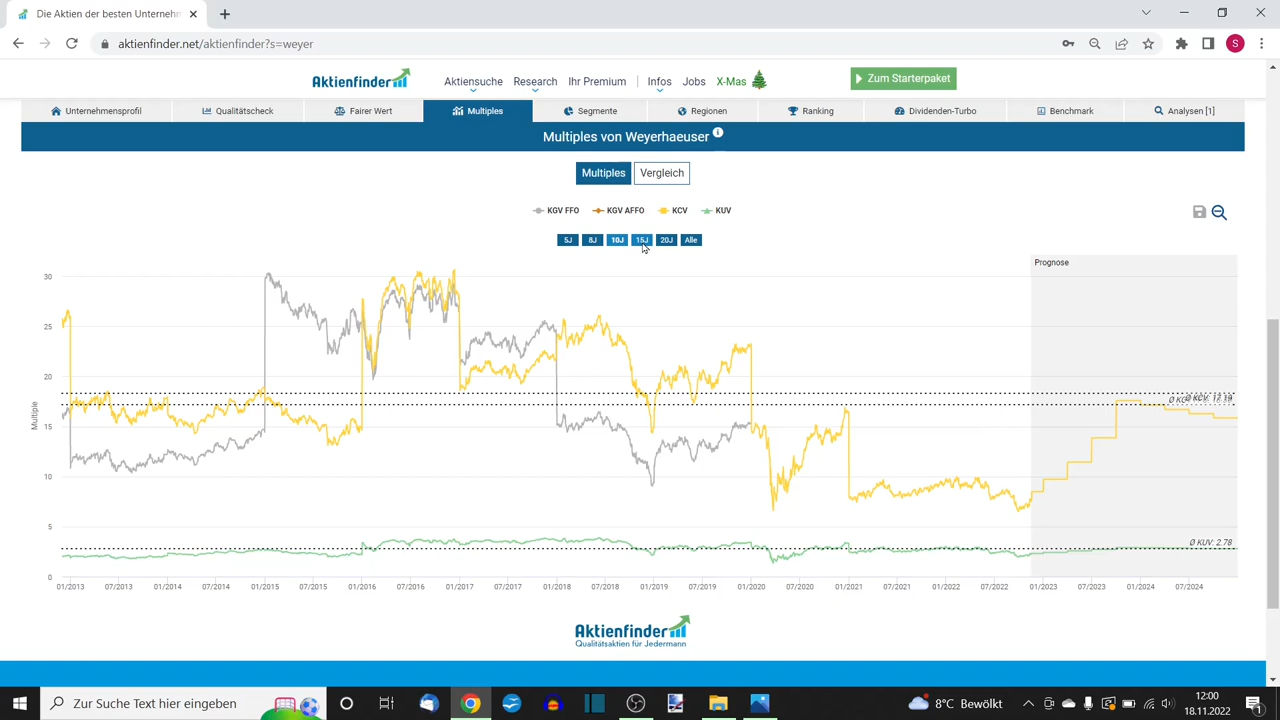 Die Aktien der besten Unternehm
aktienfinder.net/aktienfinder?s=weyer
S
Aktienfinder
Aktiensuche
Research
Ihr Premium
Infos
Jobs
X-Mas
Zum Starterpaket
Unternehmensprofil
Qualitätscheck
Fairer Wert
Multiples
Segmente
Regionen
Ranking
Dividenden-Turbo
Benchmark
Analysen [1]
Multiples von Weyerhaeuser
Multiples
Vergleich
KGV FFO
KGV AFFO
KCV
KUV
5J
8J
10J
15J
20J
Alle
Prognose
30
25
20
15
10
5
0
Multiple
Ø KCV:
Ø KUV: 2.78
01/2013
07/2013
01/2014
07/2014
01/2015
07/2015
01/2016
07/2016
01/2017
07/2017
01/2018
07/2018
01/2019
07/2019
01/2020
07/2020
01/2021
07/2021
01/2022
07/2022
01/2023
07/2023
01/2024
07/2024
Aktienfinder
Qualitätsaktien für Jedermann
Zur Suche Text hier eingeben
8°C Bewölkt
12:00
18.11.2022
1